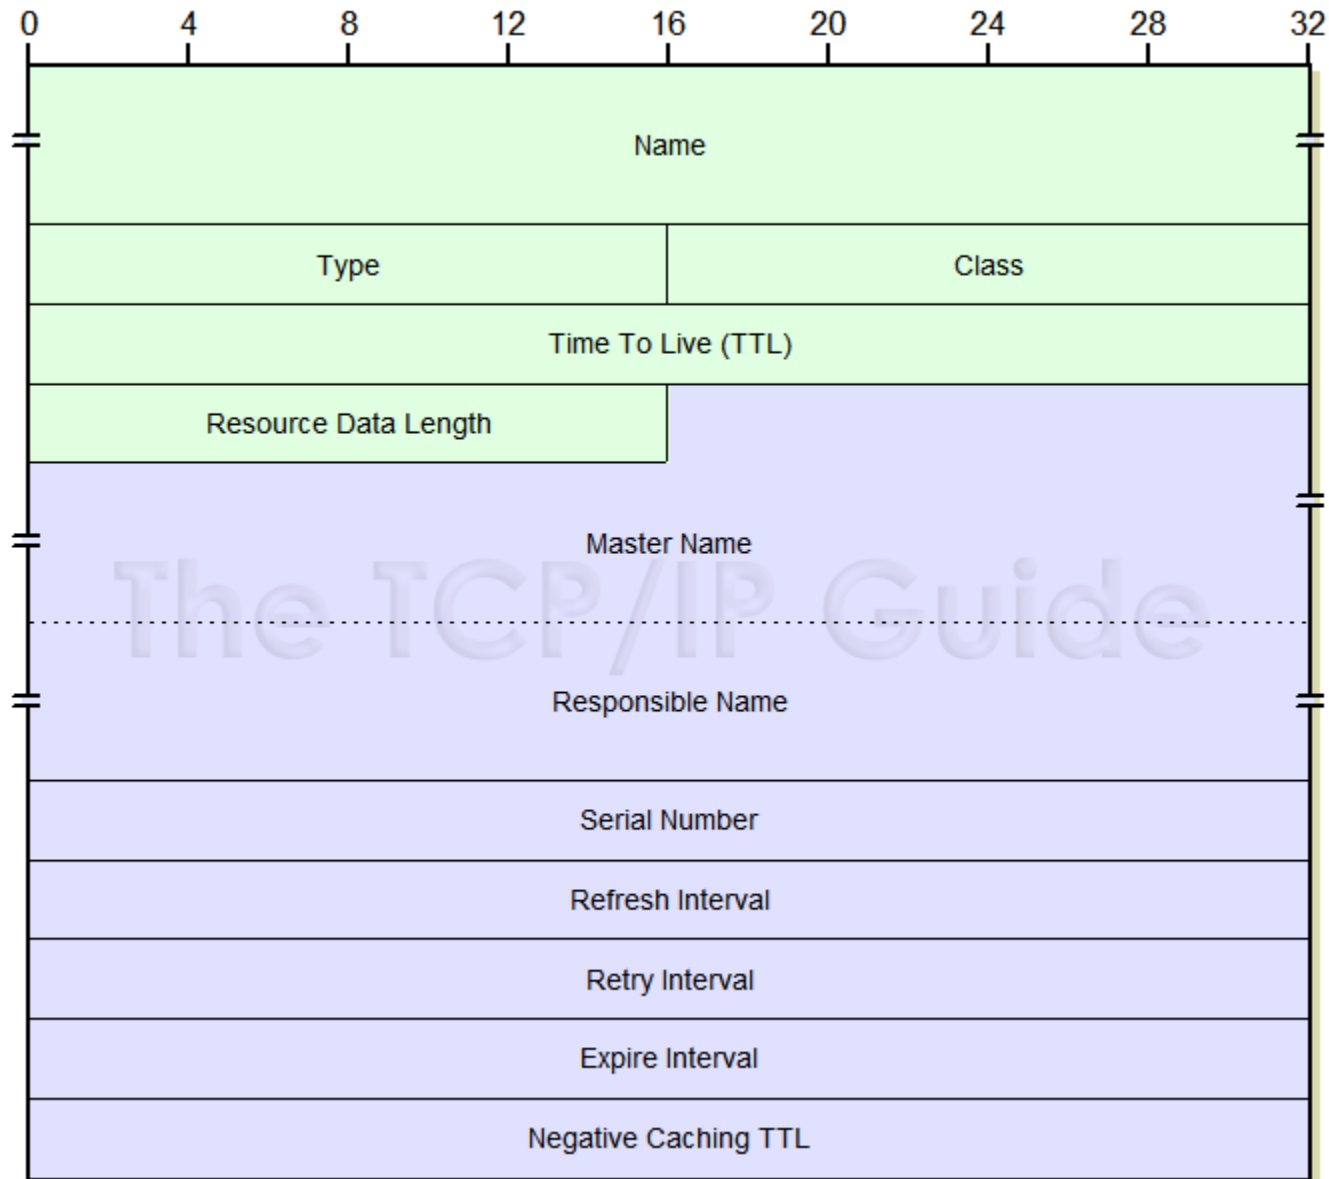 0 4 8 12 16 20 24 28 32
Name
Type Class
Time To Live (TTL)
Resource Data Length
Master Name
The TCP/IP Guide
Responsible Name
Serial Number
Refresh Interval
Retry Interval
Expire Interval
Negative Caching TTL